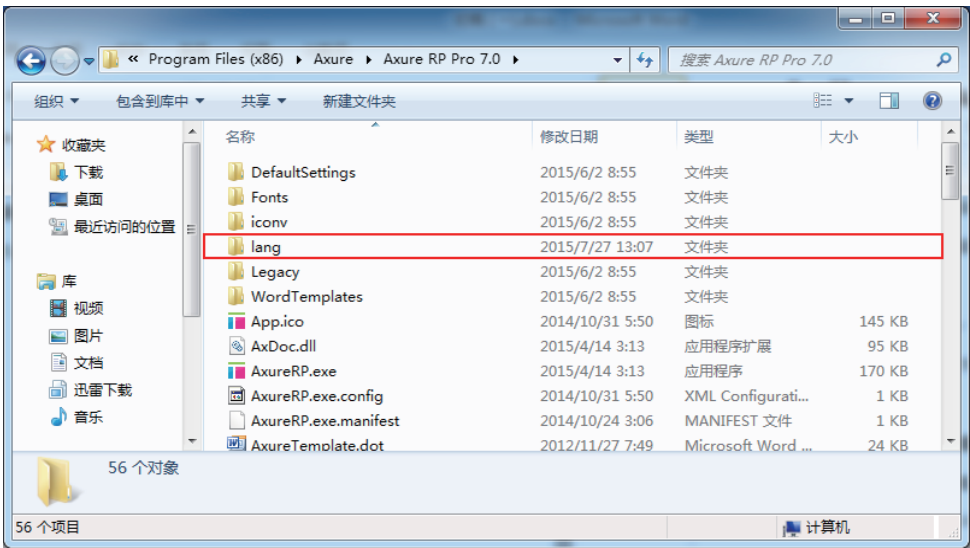 « Program Files (x86) ▸ Axure ▸ Axure RP Pro 7.0 ▸
搜索 Axure RP Pro 7.0
组织 包含到库中 共享 新建文件夹
名称 修改日期 类型 大小
收藏夹
下载
桌面
最近访问的位置
库
视频
图片
文档
迅雷下载
音乐
DefaultSettings 2015/6/2 8:55 文件夹
Fonts 2015/6/2 8:55 文件夹
iconv 2015/6/2 8:55 文件夹
lang 2015/7/27 13:07 文件夹
Legacy 2015/6/2 8:55 文件夹
WordTemplates 2015/6/2 8:55 文件夹
App.ico 2014/10/31 5:50 图标 145 KB
AxDoc.dll 2015/4/14 3:13 应用程序扩展 95 KB
AxureRP.exe 2015/4/14 3:13 应用程序 170 KB
AxureRP.exe.config 2014/10/31 5:50 XML Configurati... 1 KB
AxureRP.exe.manifest 2014/10/24 3:06 MANIFEST 文件 1 KB
AxureTemplate.dot 2012/11/27 7:49 Microsoft Word ... 24 KB
56 个对象
56 个项目 计算机